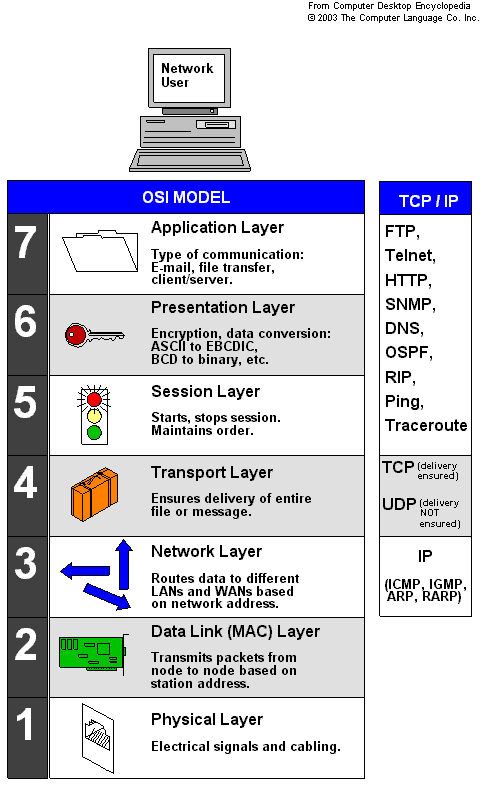 From Computer Desktop Encyclopedia
© 2003 The Computer Language Co. Inc.
Network
User
OSI MODEL
7
Application Layer
Type of communication:
E-mail, file transfer,
client/server.
6
Presentation Layer
Encryption, data conversion:
ASCII to EBCDIC,
BCD to binary, etc.
5
Session Layer
Starts, stops session.
Maintains order.
4
Transport Layer
Ensures delivery of entire
file or message.
3
Network Layer
Routes data to different
LANs and WANs based
on network address.
2
Data Link (MAC) Layer
Transmits packets from
node to node based on
station address.
1
Physical Layer
Electrical signals and cabling.
TCP / IP
FTP,
Telnet,
HTTP,
SNMP,
DNS,
OSPF,
RIP,
Ping,
Traceroute
TCP (delivery
ensured)
UDP (delivery
NOT
ensured)
IP
(ICMP, IGMP,
ARP, RARP)